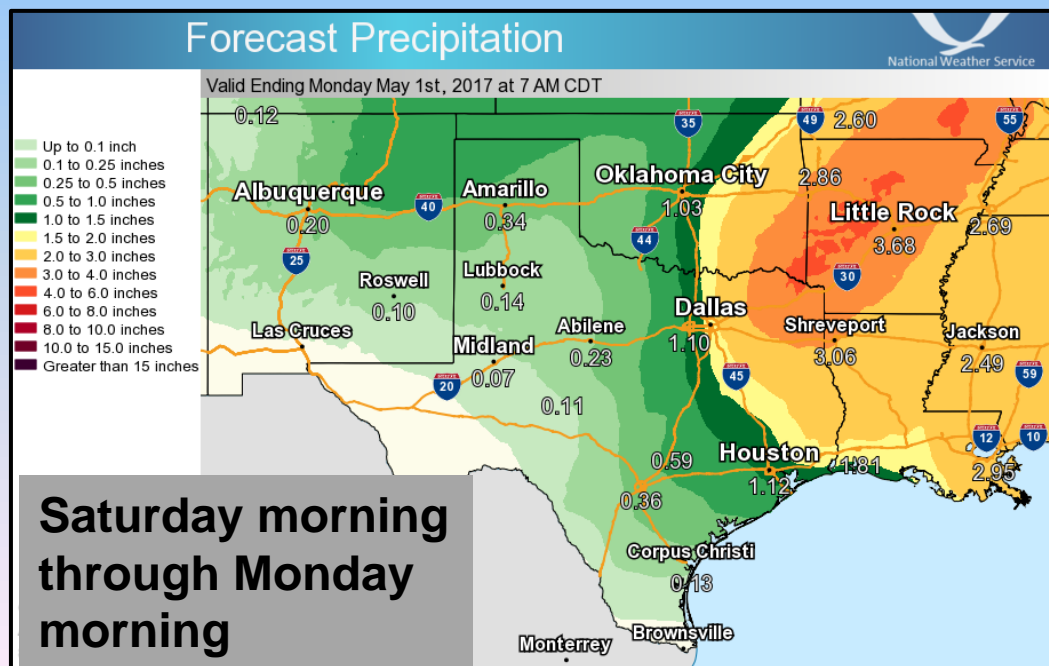 Forecast Precipitation
National Weather Service
Valid Ending Monday May 1st, 2017 at 7 AM CDT
Up to 0.1 inch
0.1 to 0.25 inches
0.25 to 0.5 inches
0.5 to 1.0 inches
1.0 to 1.5 inches
1.5 to 2.0 inches
2.0 to 3.0 inches
3.0 to 4.0 inches
4.0 to 6.0 inches
6.0 to 8.0 inches
8.0 to 10.0 inches
10.0 to 15.0 inches
Greater than 15 inches
0.12
35
49
2.60
55
Albuquerque
0.20
40
Amarillo
0.34
Oklahoma City
1.03
2.86
Little Rock
3.68
2.69
44
25
Roswell
0.10
Lubbock
0.14
30
Las Cruces
Midland
0.07
Abilene
0.23
Dallas
1.10
Shreveport
3.06
Jackson
2.49
20
0.11
45
59
12
10
Houston
1.12
0.59
0.36
1.81
2.95
Corpus Christi
0.13
Monterrey
Brownsville
Saturday morning
through Monday
morning